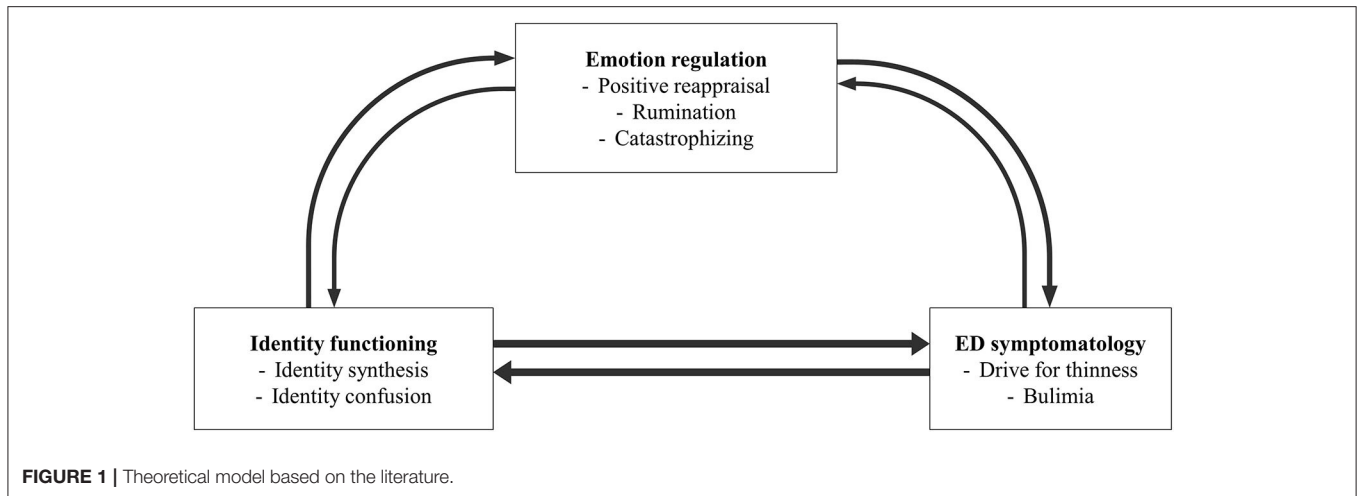 Emotion regulation
- Positive reappraisal
- Rumination
- Catastrophizing
Identity functioning
- Identity synthesis
- Identity confusion
ED symptomatology
- Drive for thinness
- Bulimia
FIGURE 1 | Theoretical model based on the literature.